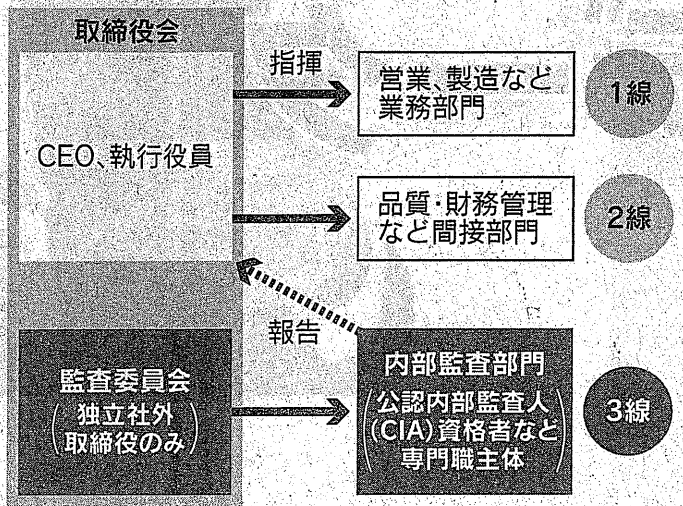 取締役会
CEO、執行役員
指揮
営業、製造など
業務部門
1線
品質・財務管理
など間接部門
2線
報告
監査委員会
(独立社外
取締役のみ)
内部監査部門
(公認内部監査人
(CIA)資格者など
専門職主体)
3線